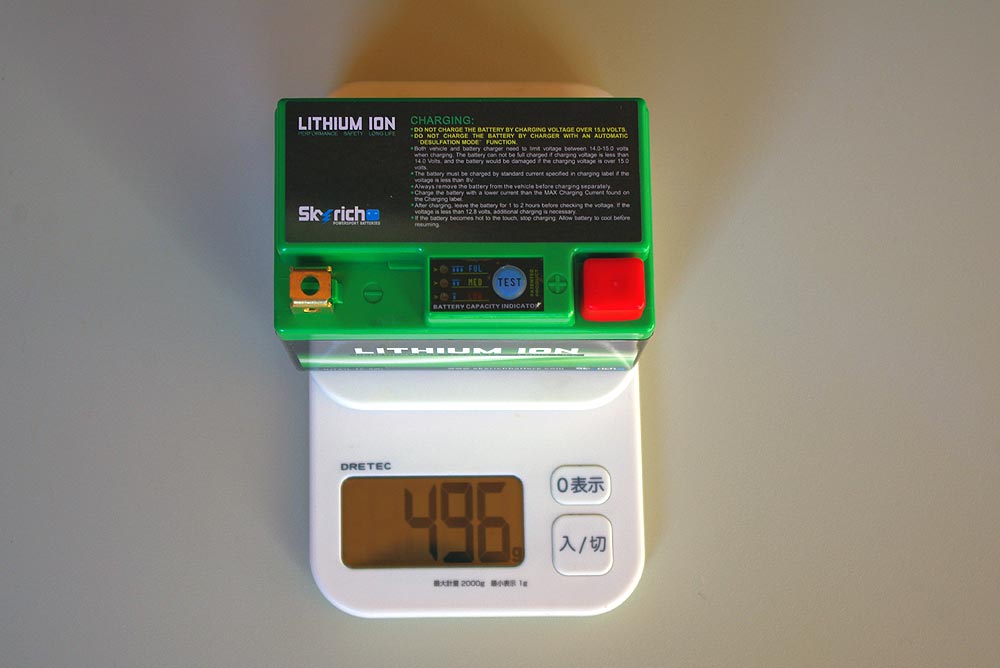 LITHIUM ION
PERFORMANCE SAFETY LONG LIFE
CHARGING:
DO NOT CHARGE THE BATTERY BY CHARGING VOLTAGE OVER 15.0 VOLTS.
DO NOT CHARGE THE BATTERY BY CHARGER WITH AN AUTOMATIC
"DESULFATION MODE" FUNCTION.
Both vehicle and battery charger need to limit voltage between 14.0-15.0 volts
when charging. The battery can not be full charged if charging voltage is less than
14.0 Volts, and the battery would be damaged if the charging voltage is over 15.0
volts.
The battery must be charged by standard current specified in charging label if the
voltage is less than 8V.
Always remove the battery from the vehicle before charging separately.
Charge the battery with a lower current than the MAX Charging Current found on
the Charging label.
After charging, leave the battery for 1 to 2 hours before checking the voltage. If the
voltage is less than 12.8 volts, additional charging is necessary.
If the battery becomes hot to the touch, stop charging. Allow battery to cool before
resuming.
Skyrich
POWERSPORT BATTERIES
FUL
MED
LOW
TEST
BATTERY CAPACITY INDICATOR
LITHIUM ION
www.skyrichbattery.com
DRETEC
496g
0表示
入/切
最大計量 2000g 最小表示 1g